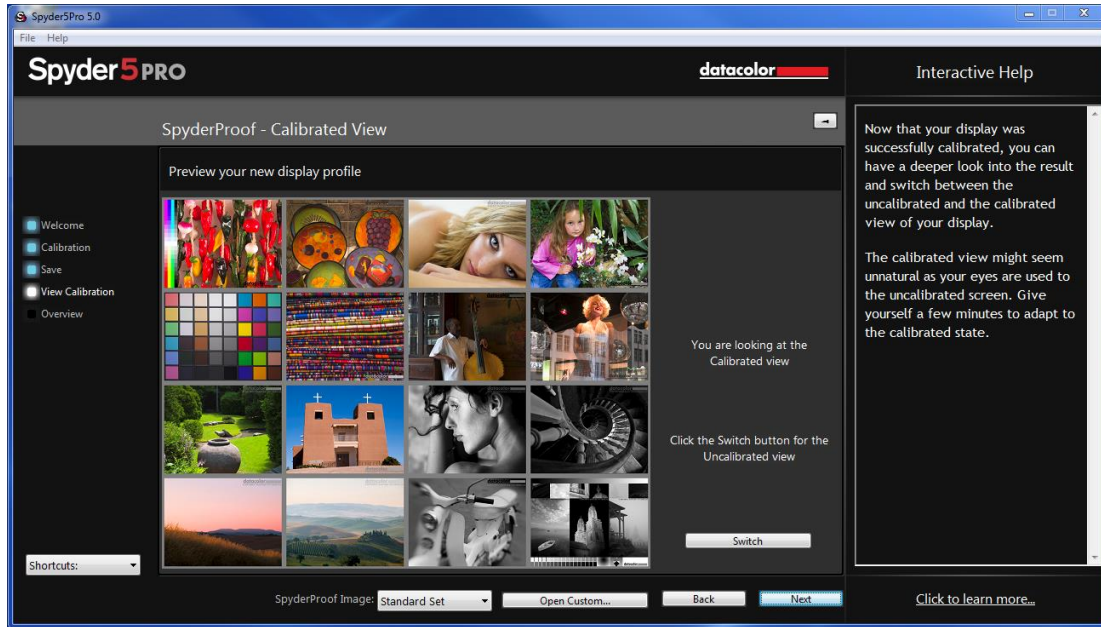 Spyder5Pro 5.0
File Help
Spyder5PRO
datacolor
Interactive Help
SpyderProof - Calibrated View
Preview your new display profile
Welcome
Calibration
Save
View Calibration
Overview
You are looking at the
Calibrated view
Click the Switch button for the
Uncalibrated view
Switch
Now that your display was
successfully calibrated, you can
have a deeper look into the result
and switch between the
uncalibrated and the calibrated
view of your display.
The calibrated view might seem
unnatural as your eyes are used to
the uncalibrated screen. Give
yourself a few minutes to adapt to
the calibrated state.
Shortcuts:
SpyderProof Image: Standard Set
Open Custom...
Back
Next
Click to learn more...